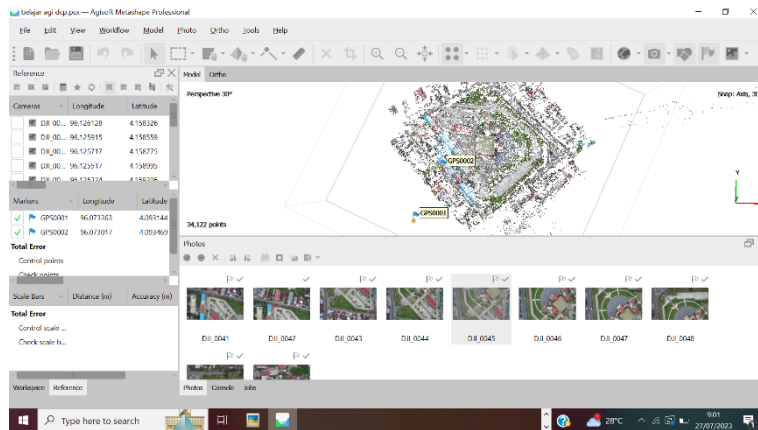 belajar agi dcp.psx — Agisoft Metashape Professional
File Edit View Workflow Model Photo Ortho Tools Help
Reference
Model Ortho
Perspective 30°
Snap: Axis, 3D
Cameras Longitude Latitude
DJI_00... 96.126128 4.158326
DJI_00... 96.125915 4.158559
DJI_00... 96.125717 4.158775
DJI_00... 96.125517 4.158995
Markers Longitude Latitude
GPS0001 96.073363 4.093144
GPS0002 96.073017 4.093469
Total Error
Control points
Check points
Scale Bars Distance (m) Accuracy (m)
Total Error
Control scale ...
Check scale b...
Workspace Reference
GPS0002
GPS0001
Y
34,122 points
Photos
DJI_0041 DJI_0042 DJI_0043 DJI_0044 DJI_0045 DJI_0046 DJI_0047 DJI_0048
Photos Console Jobs
Type here to search
28°C
9:01
27/07/2023